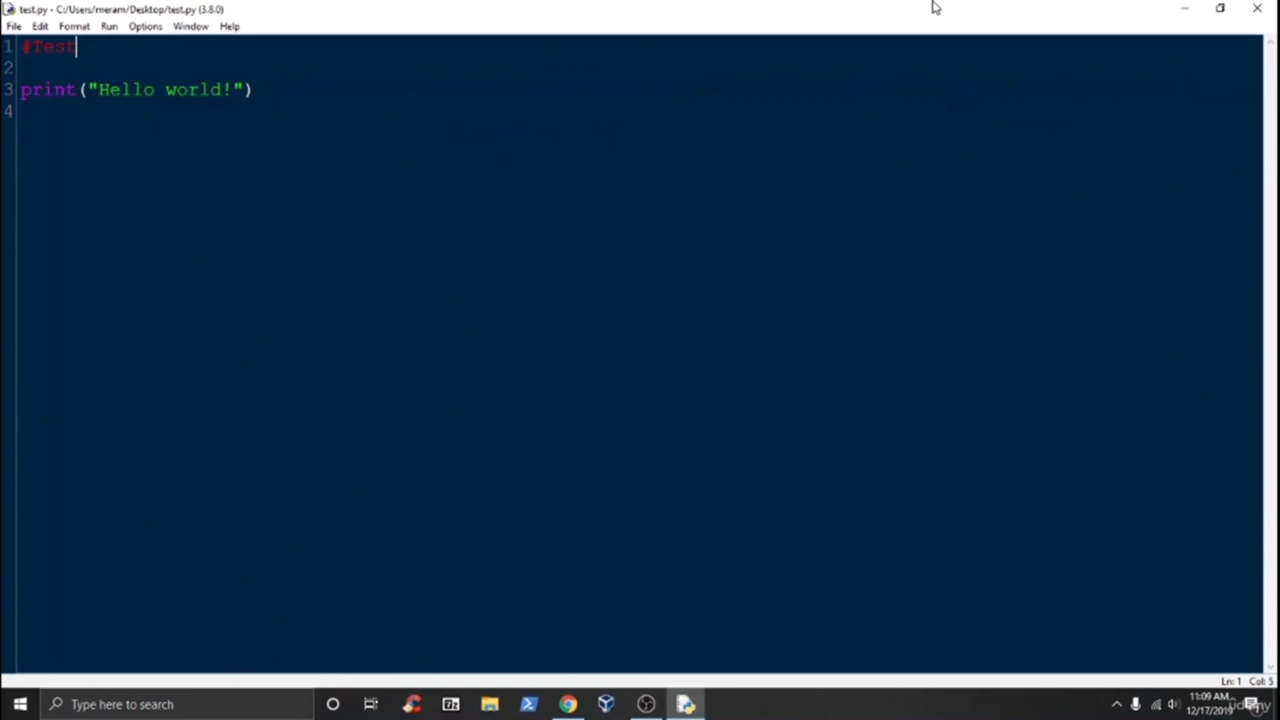 test.py - C:/Users/meram/Desktop/test.py (3.8.0)
File Edit Format Run Options Window Help
1 #Test
2
3 print("Hello world!")
4
Ln: 1 Col: 5
Type here to search
11:09 AM
12/17/2019
udemy